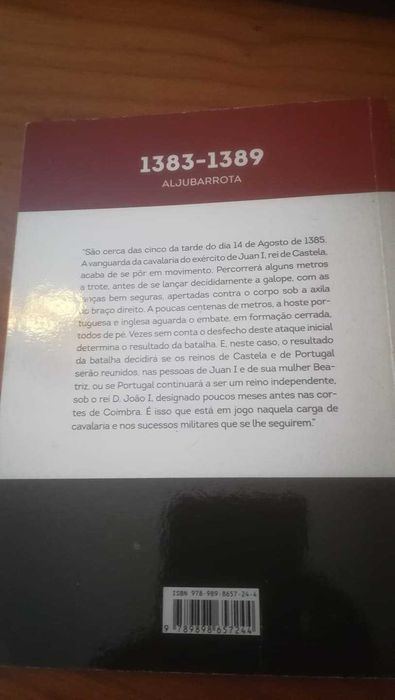 1383-1389
ALJUBARROTA
"São cerca das cinco da tarde do dia 14 de Agosto de 1385.
A vanguarda da cavalaria do exército de Juan I, rei de Castela,
acaba de se pôr em movimento. Percorrerá alguns metros
a trote, antes de se lançar decididamente a galope, com as
lanças bem seguras, apertadas contra o corpo sob a axila
do braço direito. A poucas centenas de metros, a hoste por-
tuguesa e inglesa aguarda o embate, em formação cerrada,
todos de pé. Vezes sem conta o desfecho deste ataque inicial
determina o resultado da batalha. E, neste caso, o resultado
da batalha decidirá se os reinos de Castela e de Portugal
serão reunidos, nas pessoas de Juan I e de sua mulher Bea-
triz, ou se Portugal continuará a ser um reino independente,
sob o rei D. João I, designado poucos meses antes nas cor-
tes de Coimbra. É isso que está em jogo naquela carga de
cavalaria e nos sucessos militares que se lhe seguirem."
ISBN 978-989-8657-24-4
9 789898 657244